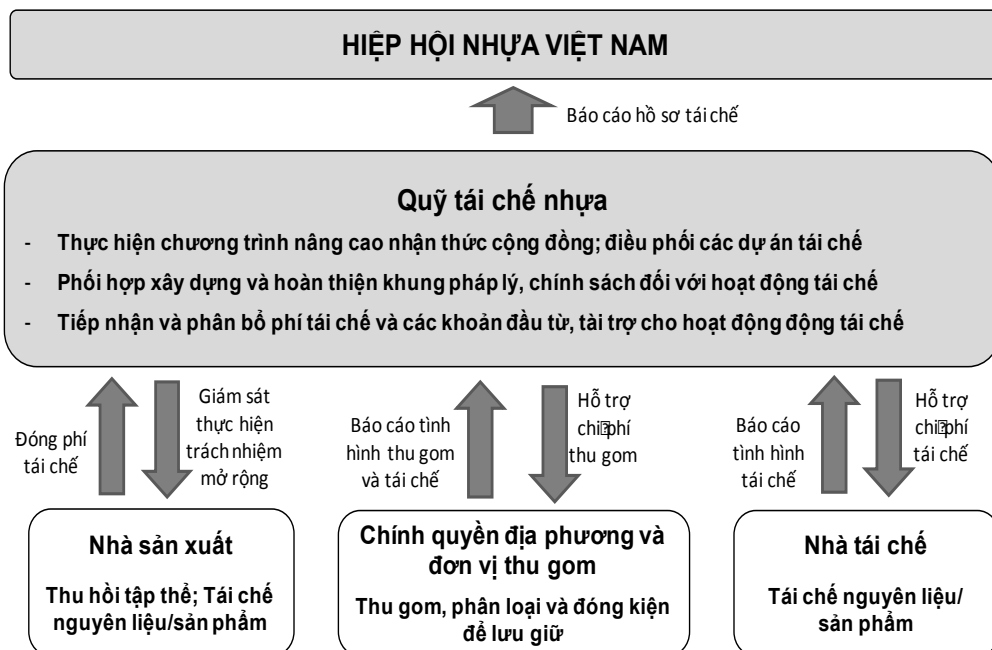 HIỆP HỘI NHỰA VIỆT NAM
Báo cáo hồ sơ tái chế
Quỹ tái chế nhựa
- Thực hiện chương trình nâng cao nhận thức cộng đồng; điều phối các dự án tái chế
- Phối hợp xây dựng và hoàn thiện khung pháp lý, chính sách đối với hoạt động tái chế
- Tiếp nhận và phân bổ phí tái chế và các khoản đầu từ, tài trợ cho hoạt động động tái chế
Đóng phí
tái chế
Giám sát
thực hiện
trách nhiệm
mở rộng
Báo cáo tình
hình thu gom
và tái chế
Hỗ trợ
chi phí
thu gom
Báo cáo
tình hình
tái chế
Hỗ trợ
chi phí
tái chế
Nhà sản xuất
Thu hồi tập thể; Tái chế
nguyên liệu/sản phẩm
Chính quyền địa phương và
đơn vị thu gom
Thu gom, phân loại và đóng kiện
để lưu giữ
Nhà tái chế
Tái chế nguyên liệu/
sản phẩm